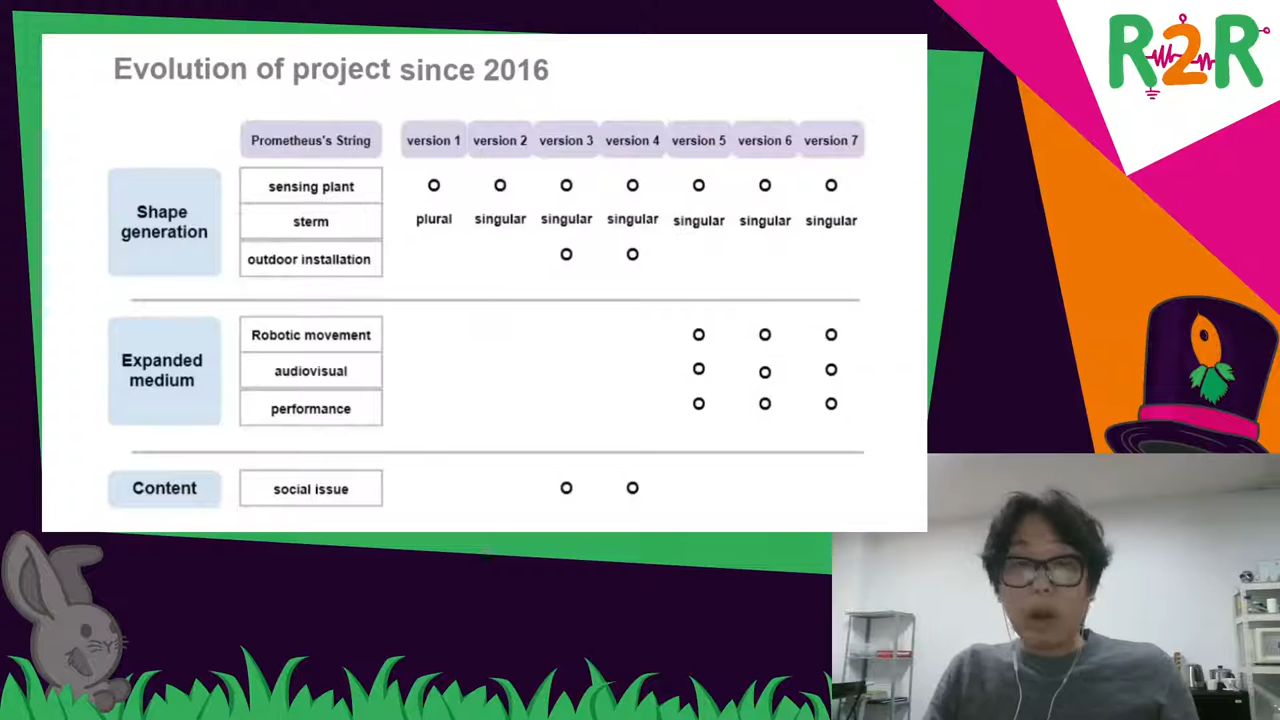 Evolution of project since 2016
R2R
Prometheus's String version 1 version 2 version 3 version 4 version 5 version 6 version 7
Shape
generation
sensing plant O O O O O O O
sterm plural singular singular singular singular singular singular
outdoor installation O O
Expanded
medium
Robotic movement O O O
audiovisual O O O
performance O O O
Content
social issue O O